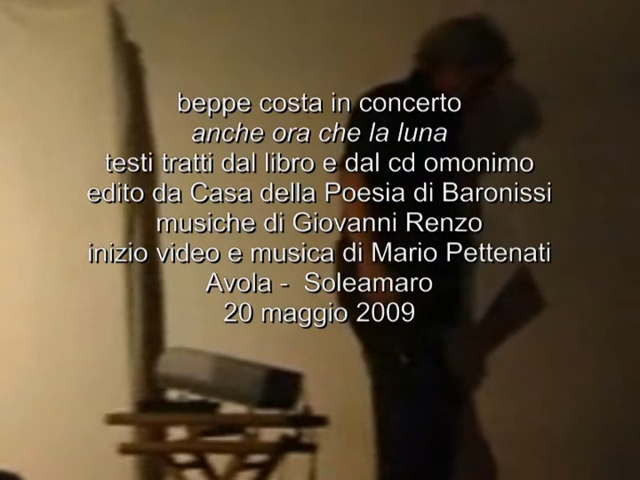 beppe costa in concerto
anche ora che la luna
testi tratti dal libro e dal cd omonimo
edito da Casa della Poesia di Baronissi
musiche di Giovanni Renzo
inizio video e musica di Mario Pettenati
Avola - Soleamaro
20 maggio 2009